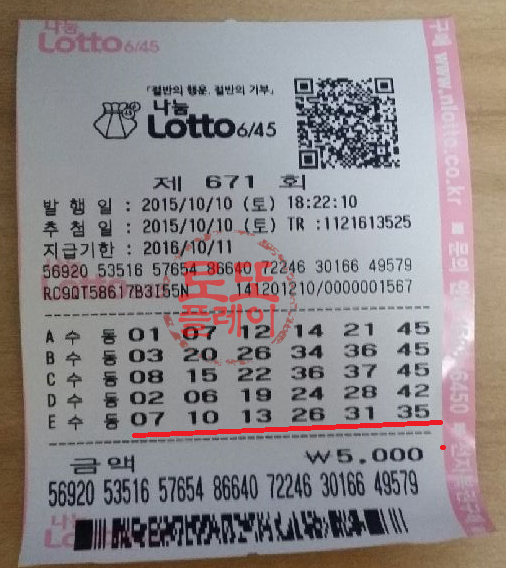 나눔
Lotto 6/45
「절반의 행운, 절반의 기부」
나눔
Lotto 6/45
제 671 회
발 행 일 : 2015/10/10 (토) 18:22:10
추 첨 일 : 2015/10/10 (토) TR :1121613525
지급기한 : 2016/10/11
56920 53516 57654 86640 72246 30166 49579
RC9QT58617B3I55N 141201210/0000001567
로또
플레이
A 수 동 01 07 12 14 21 45
B 수 동 03 20 26 34 36 45
C 수 동 08 15 22 36 37 45
D 수 동 02 06 19 24 28 42
E 수 동 07 10 13 26 31 35
금액 ₩5,000
56920 53516 57654 86640 72246 30166 49579
나눔
Lotto
www.nlotto.co.kr
■ 문의
6450